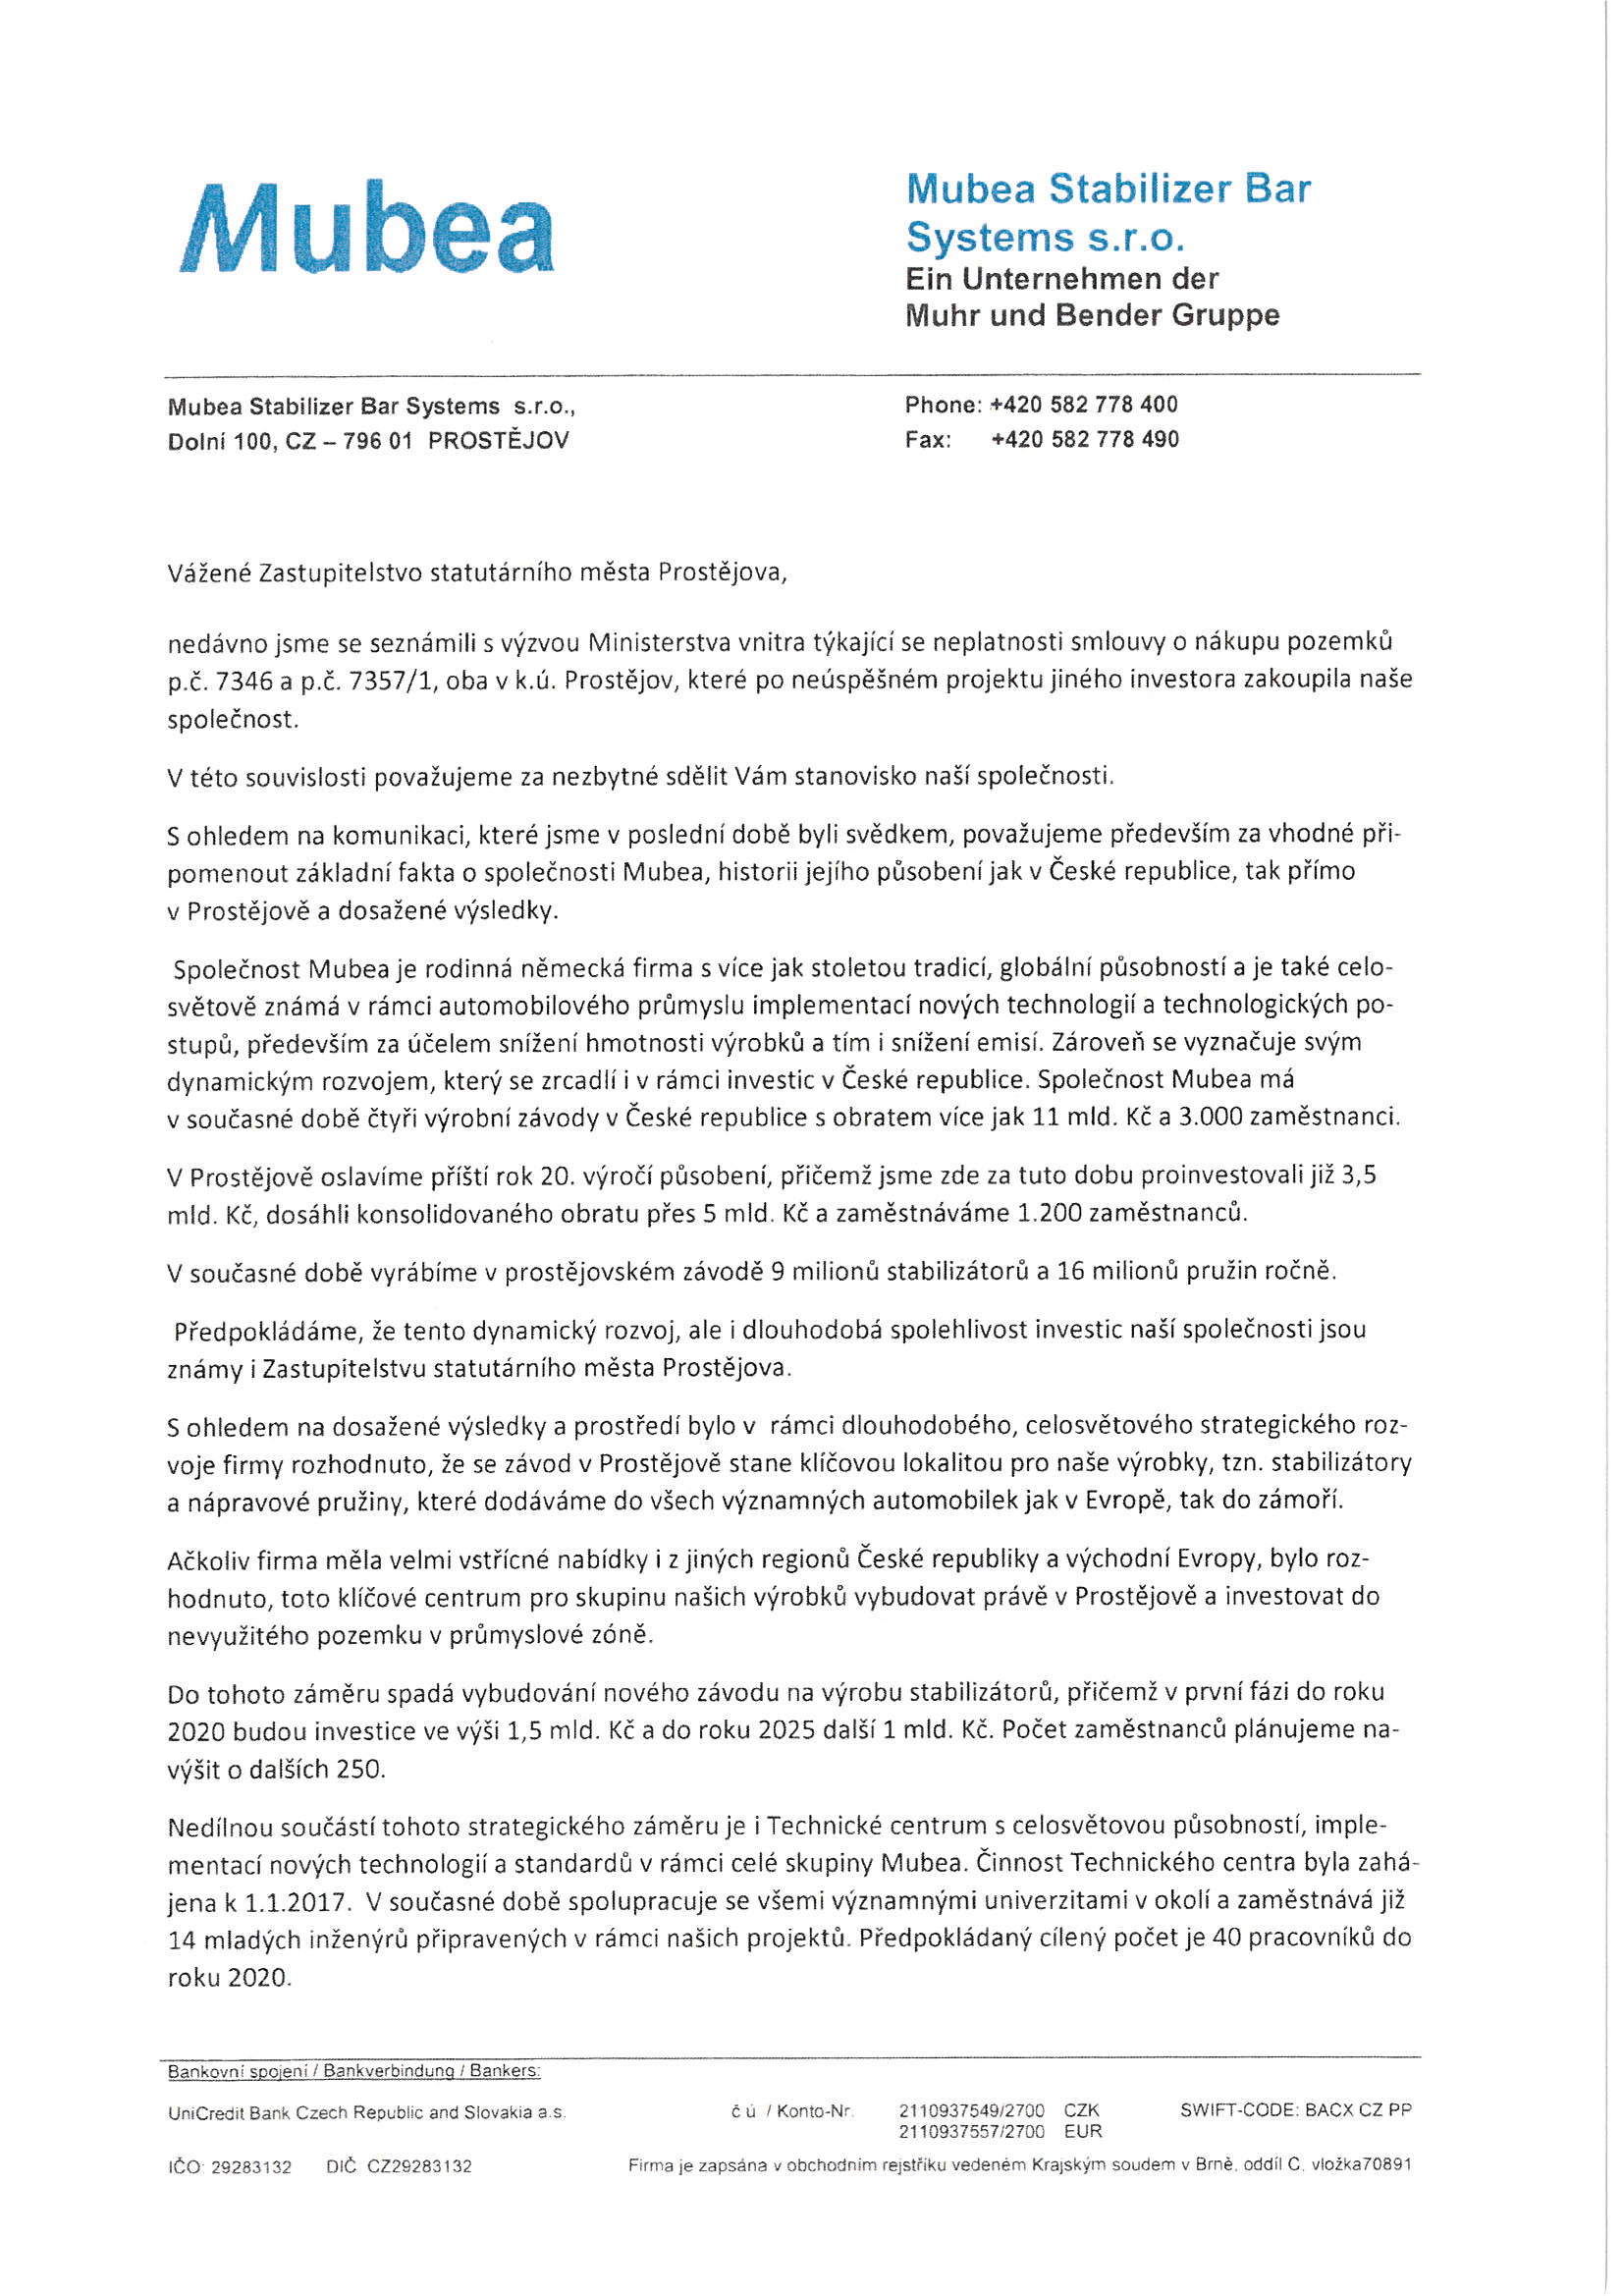 Mubea
Mubea Stabilizer Bar
Systems s.r.o.
Ein Unternehmen der
Muhr und Bender Gruppe
Mubea Stabilizer Bar Systems s.r.o.,
Dolní 100, CZ – 796 01 PROSTĚJOV
Phone: +420 582 778 400
Fax: +420 582 778 490
Vážené Zastupitelstvo statutárního města Prostějova,
nedávno jsme se seznámili s výzvou Ministerstva vnitra týkající se neplatnosti smlouvy o nákupu pozemků
p.č. 7346 a p.č. 7357/1, oba v k.ú. Prostějov, které po neúspěšném projektu jiného investora zakoupila naše
společnost.
V této souvislosti považujeme za nezbytné sdělit Vám stanovisko naší společnosti.
S ohledem na komunikaci, které jsme v poslední době byli svědkem, považujeme především za vhodné při-
pomenout základní fakta o společnosti Mubea, historii jejího působení jak v České republice, tak přímo
v Prostějově a dosažené výsledky.
Společnost Mubea je rodinná německá firma s více jak stoletou tradicí, globální působností a je také celo-
světově známá v rámci automobilového průmyslu implementací nových technologií a technologických po-
stupů, především za účelem snížení hmotnosti výrobků a tím i snížení emisí. Zároveň se vyznačuje svým
dynamickým rozvojem, který se zrcadlí i v rámci investic v České republice. Společnost Mubea má
v současné době čtyři výrobní závody v České republice s obratem více jak 11 mld. Kč a 3.000 zaměstnanci.
V Prostějově oslavíme příští rok 20. výročí působení, přičemž jsme zde za tuto dobu proinvestovali již 3,5
mld. Kč, dosáhli konsolidovaného obratu přes 5 mld. Kč a zaměstnáváme 1.200 zaměstnanců.
V současné době vyrábíme v prostějovském závodě 9 milionů stabilizátorů a 16 milionů pružin ročně.
Předpokládáme, že tento dynamický rozvoj, ale i dlouhodobá spolehlivost investic naší společnosti jsou
známy i Zastupitelstvu statutárního města Prostějova.
S ohledem na dosažené výsledky a prostředí bylo v rámci dlouhodobého, celosvětového strategického roz-
voje firmy rozhodnuto, že se závod v Prostějově stane klíčovou lokalitou pro naše výrobky, tzn. stabilizátory
a nápravové pružiny, které dodáváme do všech významných automobilek jak v Evropě, tak do zámoří.
Ačkoliv firma měla velmi vstřícné nabídky i z jiných regionů České republiky a východní Evropy, bylo roz-
hodnuto, toto klíčové centrum pro skupinu našich výrobků vybudovat právě v Prostějově a investovat do
nevyužitého pozemku v průmyslové zóně.
Do tohoto záměru spadá vybudování nového závodu na výrobu stabilizátorů, přičemž v první fázi do roku
2020 budou investice ve výši 1,5 mld. Kč a do roku 2025 další 1 mld. Kč. Počet zaměstnanců plánujeme na-
výšit o dalších 250.
Nedílnou součástí tohoto strategického záměru je i Technické centrum s celosvětovou působností, imple-
mentací nových technologií a standardů v rámci celé skupiny Mubea. Činnost Technického centra byla zahá-
jena k 1.1.2017. V současné době spolupracuje se všemi významnými univerzitami v okolí a zaměstnává již
14 mladých inženýrů připravených v rámci našich projektů. Předpokládaný cílený počet je 40 pracovníků do
roku 2020.
Bankovní spojení / Bankverbindung / Bankers:
UniCredit Bank Czech Republic and Slovakia a.s. č ú / Konto-Nr. 2110937549/2700 CZK SWIFT-CODE: BACX CZ PP
2110937557/2700 EUR
IČO: 29283132 DIČ CZ29283132 Firma je zapsána v obchodním rejstříku vedeném Krajským soudem v Brně, oddíl C, vložka70891